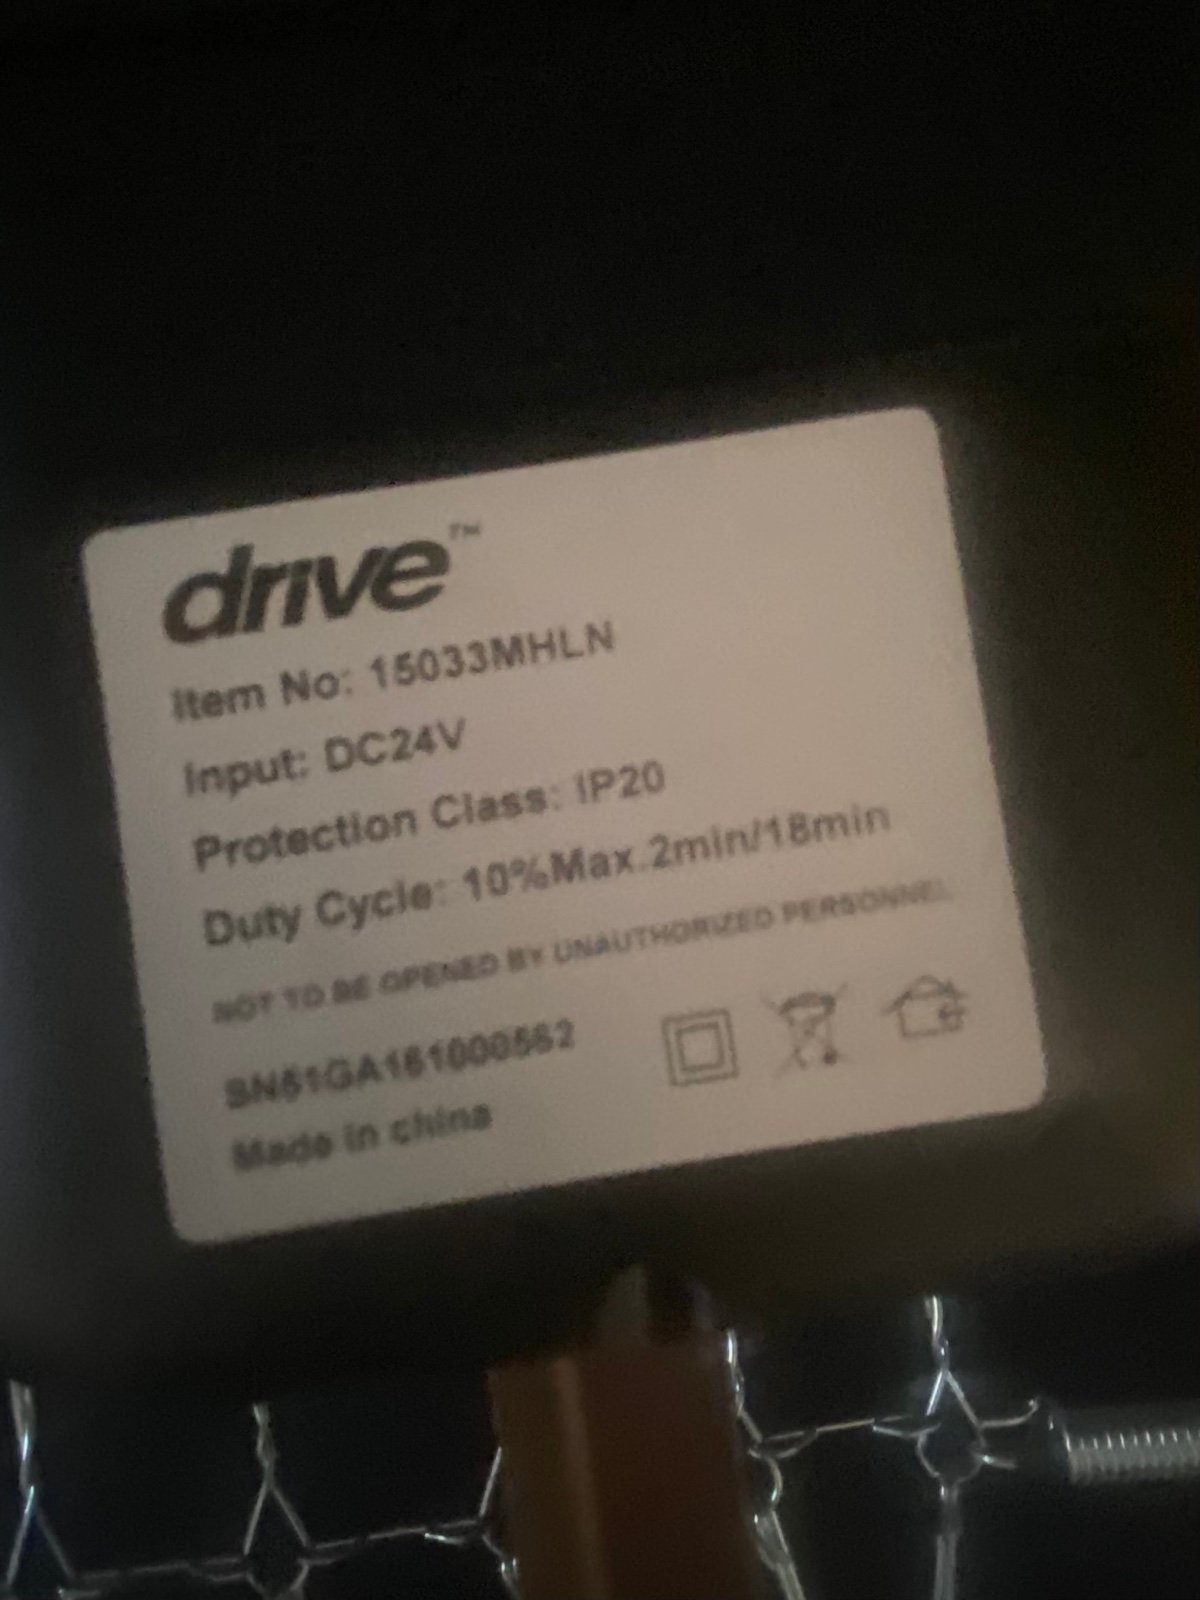 drive™
Item No: 15033MHLN
Input: DC24V
Protection Class: IP20
Duty Cycle: 10%Max.2min/18min
NOT TO BE OPENED BY UNAUTHORIZED PERSONNEL
Made in china